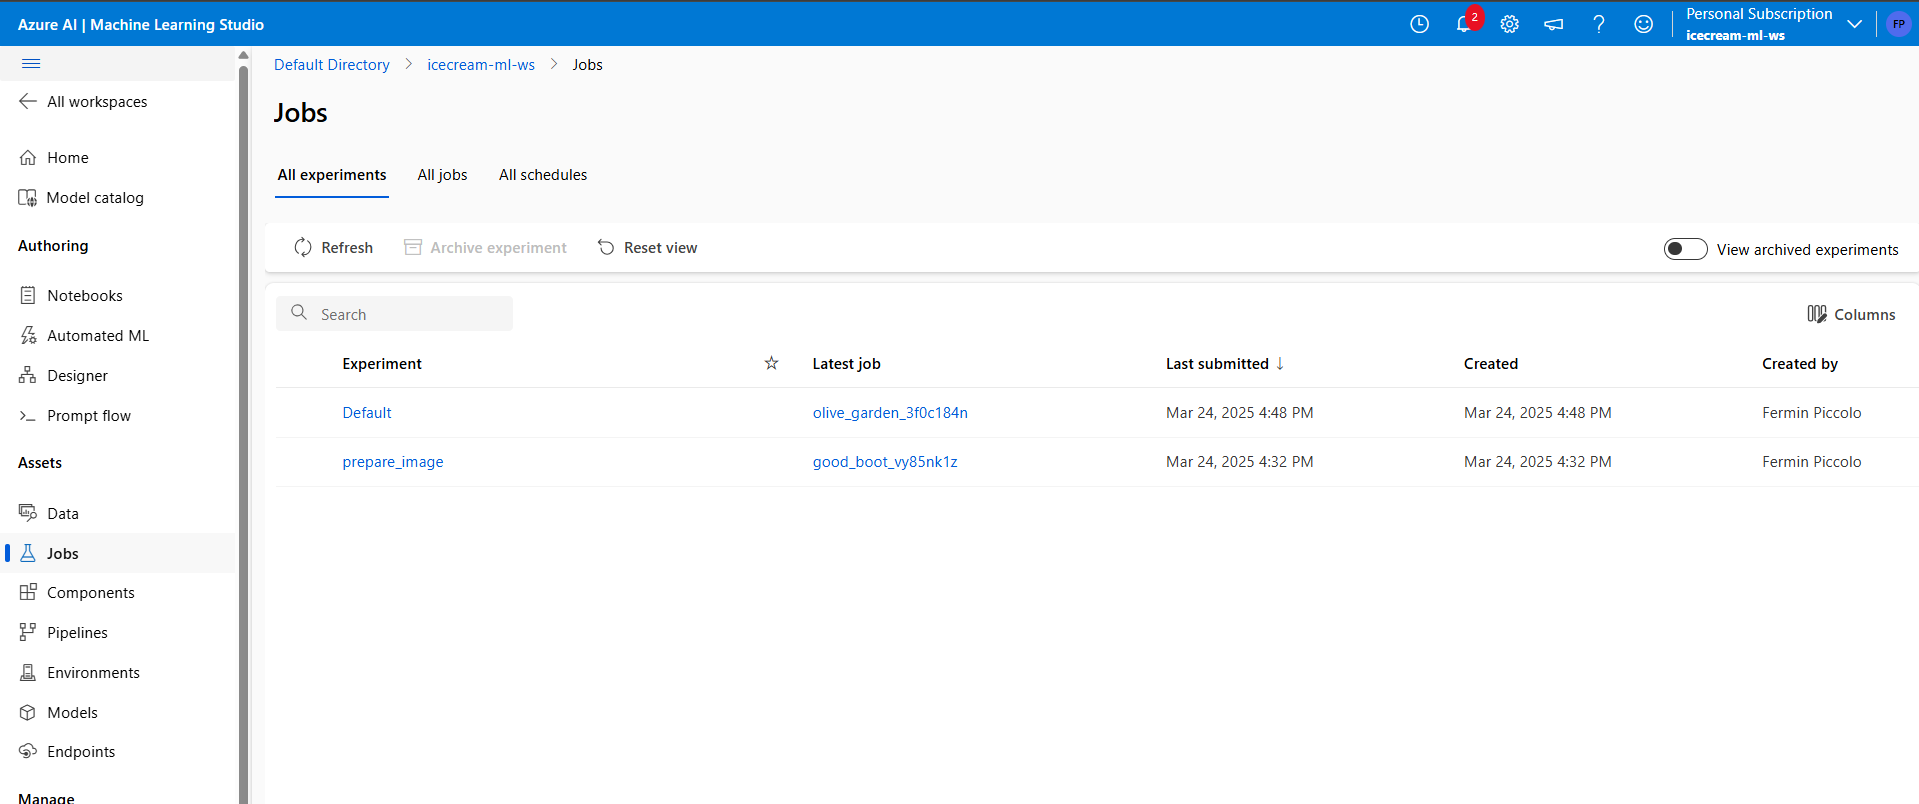 Azure AI | Machine Learning Studio
2
Personal Subscription
icecream-ml-ws
FP
All workspaces
Home
Model catalog
Authoring
Notebooks
Automated ML
Designer
Prompt flow
Assets
Data
Jobs
Components
Pipelines
Environments
Models
Endpoints
Manage
Default Directory > icecream-ml-ws > Jobs
Jobs
All experiments All jobs All schedules
Refresh Archive experiment Reset view View archived experiments
Search Columns
Experiment Latest job Last submitted ↓ Created Created by
Default olive_garden_3f0c184n Mar 24, 2025 4:48 PM Mar 24, 2025 4:48 PM Fermin Piccolo
prepare_image good_boot_vy85nk1z Mar 24, 2025 4:32 PM Mar 24, 2025 4:32 PM Fermin Piccolo